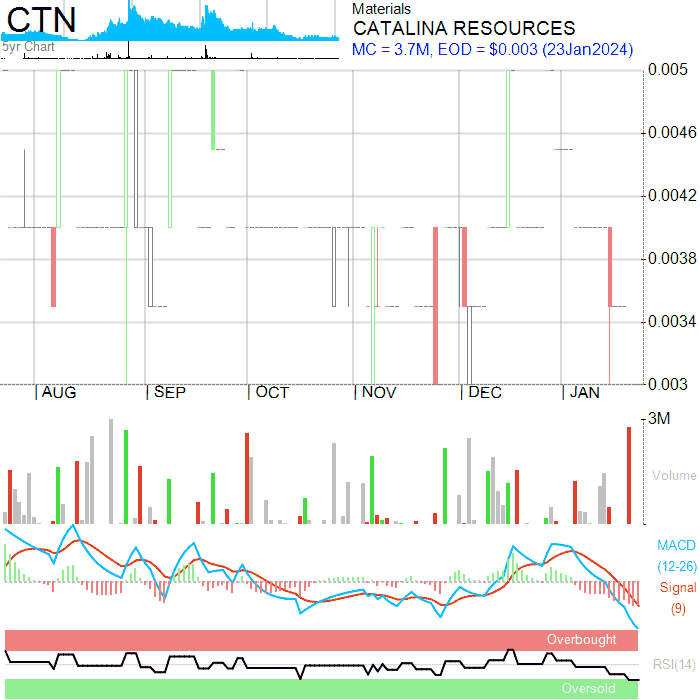 CTN
5yr Chart
Materials
CATALINA RESOURCES
MC = 3.7M, EOD = $0.003 (23Jan2024)
0.005
0.0046
0.0042
0.0038
0.0034
0.003
AUG SEP OCT NOV DEC JAN
3M
Volume
MACD
(12-26)
Signal
(9)
Overbought
RSI(14)
Oversold